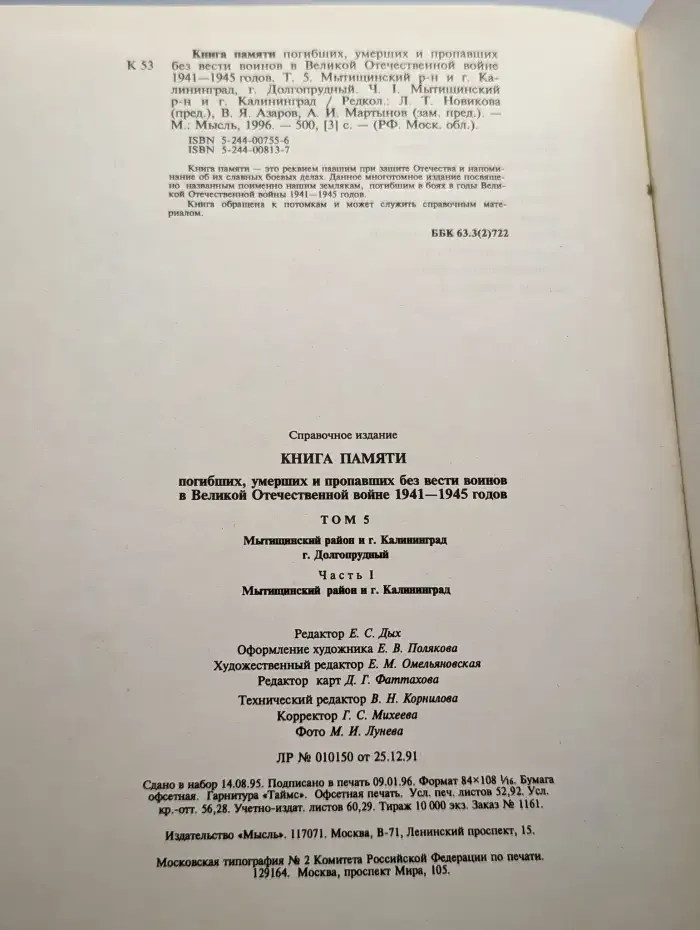 Книга памяти погибших, умерших и пропавших
К 53 без вести воинов в Великой Отечественной войне
1941—1945 годов. Т. 5. Мытищинский р-н и г. Ка-
лининград, г. Долгопрудный. Ч. I. Мытищинский
р-н и г. Калининград / Редкол.: Л. Т. Новикова
(пред.), В. Я. Азаров, А. И. Мартынов (зам. пред.). —
М.: Мысль, 1996. — 500, [3] с. — (РФ. Моск. обл.).
ISBN 5-244-00755-6
ISBN 5-244-00813-7
Книга памяти — это реквием павшим при защите Отечества и напоми-
нание об их славных боевых делах. Данное многотомное издание посвяще-
но названным поименно нашим землякам, погибшим в боях в годы Вели-
кой Отечественной войны 1941—1945 годов.
Книга обращена к потомкам и может служить справочным мате-
риалом.
ББК 63.3(2)722
Справочное издание
КНИГА ПАМЯТИ
погибших, умерших и пропавших без вести воинов
в Великой Отечественной войне 1941—1945 годов
ТОМ 5
Мытищинский район и г. Калининград
г. Долгопрудный
Часть I
Мытищинский район и г. Калининград
Редактор Е. С. Дых
Оформление художника Е. В. Полякова
Художественный редактор Е. М. Омельяновская
Редактор карт Д. Г. Фаттахова
Технический редактор В. Н. Корнилова
Корректор Г. С. Михеева
Фото М. И. Лунева
ЛР № 010150 от 25.12.91
Сдано в набор 14.08.95. Подписано в печать 09.01.96. Формат 84×108 1/16. Бумага
офсетная. Гарнитура «Таймс». Офсетная печать. Усл. печ. листов 52,92. Усл.
кр.-отт. 56,28. Учетно-издат. листов 60,29. Тираж 10 000 экз. Заказ № 1161.
Издательство «Мысль». 117071. Москва, В-71, Ленинский проспект, 15.
Московская типография № 2 Комитета Российской Федерации по печати.
129164. Москва, проспект Мира, 105.